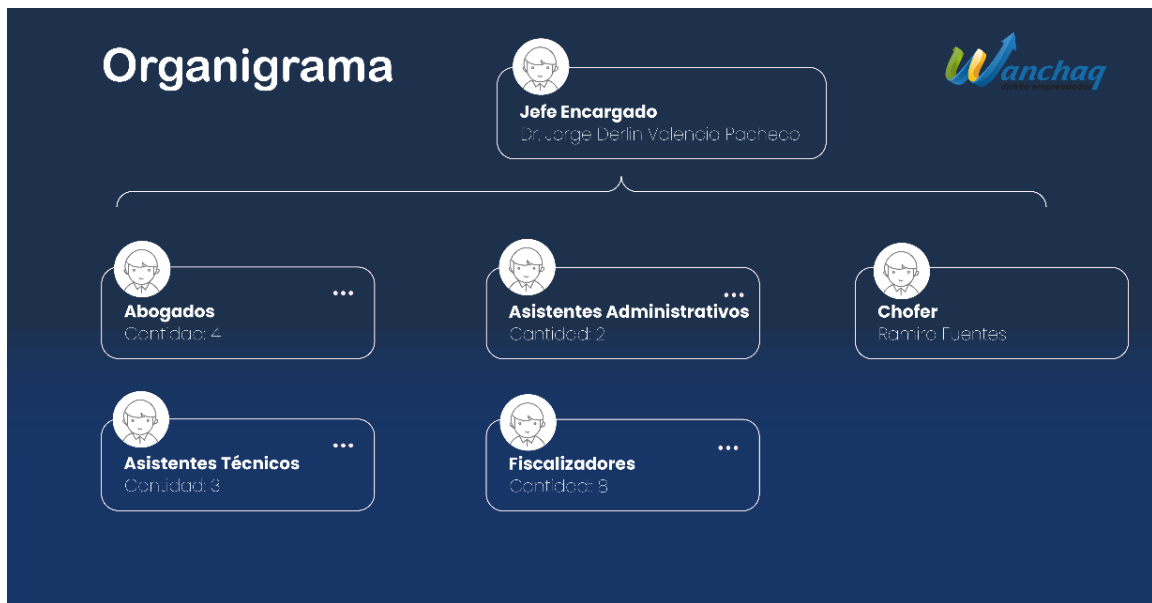 Organigrama
Wanchaq
distrito emprendedor
Jefe Encargado
Dr. Jorge Derlin Valencia Pacheco
Abogados
Cantidad: 4
Asistentes Administrativos
Cantidad: 2
Chofer
Ramiro Fuentes
Asistentes Técnicos
Cantidad: 3
Fiscalizadores
Cantidad: 8